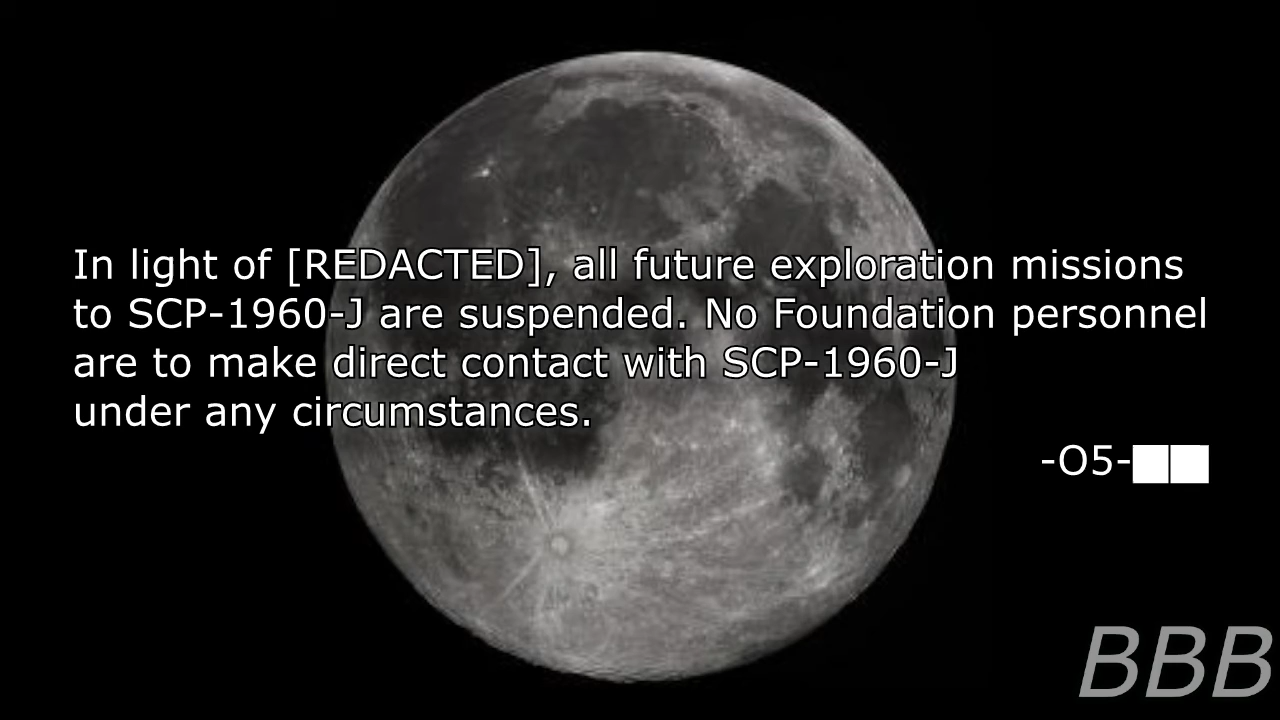 In light of [REDACTED], all future exploration missions
to SCP-1960-J are suspended. No Foundation personnel
are to make direct contact with SCP-1960-J
under any circumstances.
-O5-██
BBB